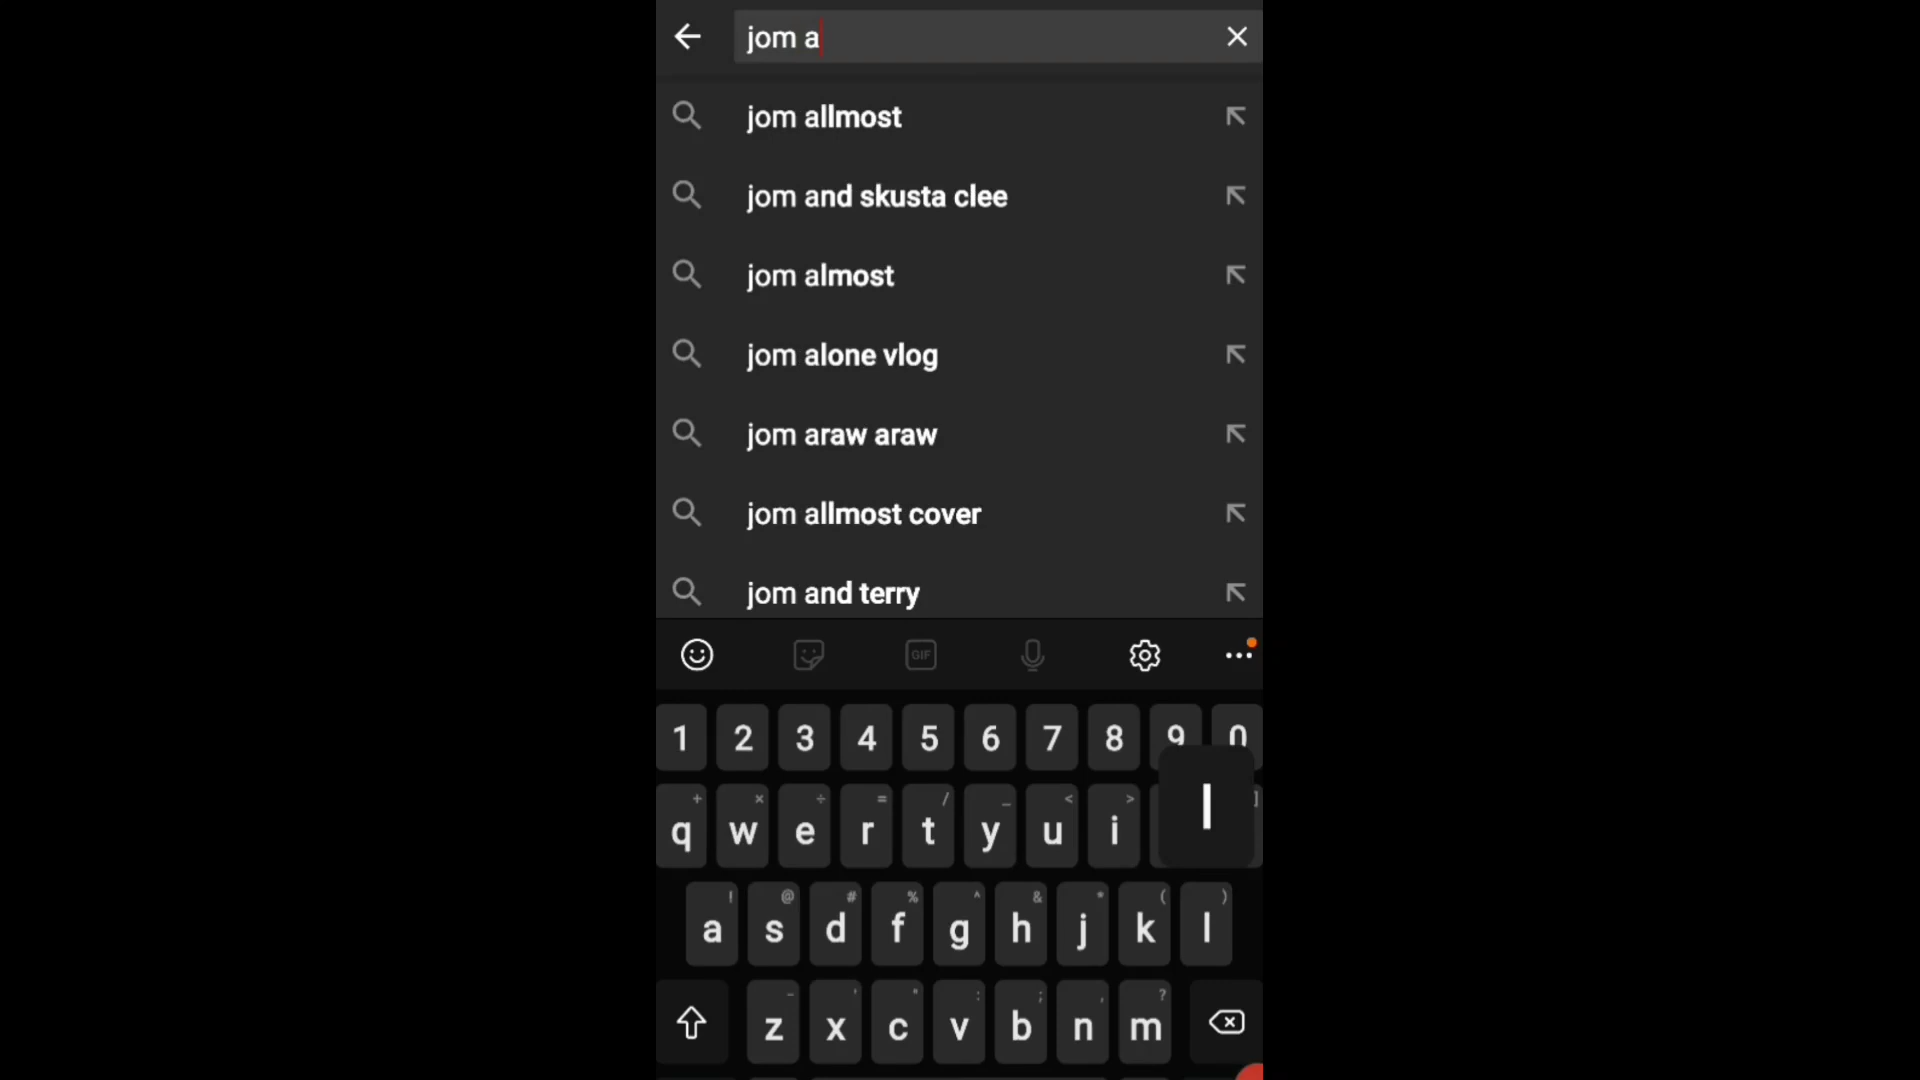 jom a
jom allmost
jom and skusta clee
jom almost
jom alone vlog
jom araw araw
jom allmost cover
jom and terry
GIF
1 2 3 4 5 6 7 8 9 0
+ × ÷ = / _ < > ]
q w e r t y u i l
! @ # % ^ & * ( )
a s d f g h j k l
- ' " : ; , ?
z x c v b n m